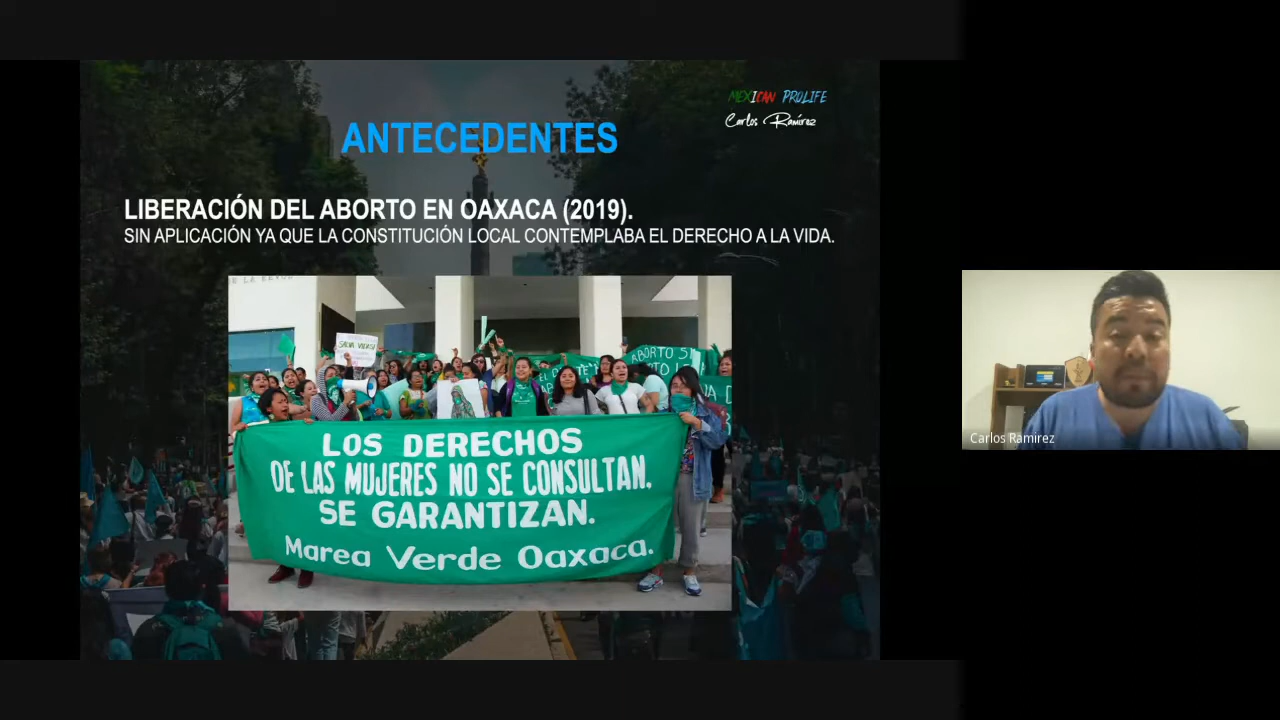 MEXICAN PROLIFE
Carlos Ramírez
ANTECEDENTES
LIBERACIÓN DEL ABORTO EN OAXACA (2019).
SIN APLICACIÓN YA QUE LA CONSTITUCIÓN LOCAL CONTEMPLABA EL DERECHO A LA VIDA.
ABORTO SI
LOS DERECHOS
DE LAS MUJERES NO SE CONSULTAN,
SE GARANTIZAN.
Marea Verde Oaxaca.
Carlos Ramirez